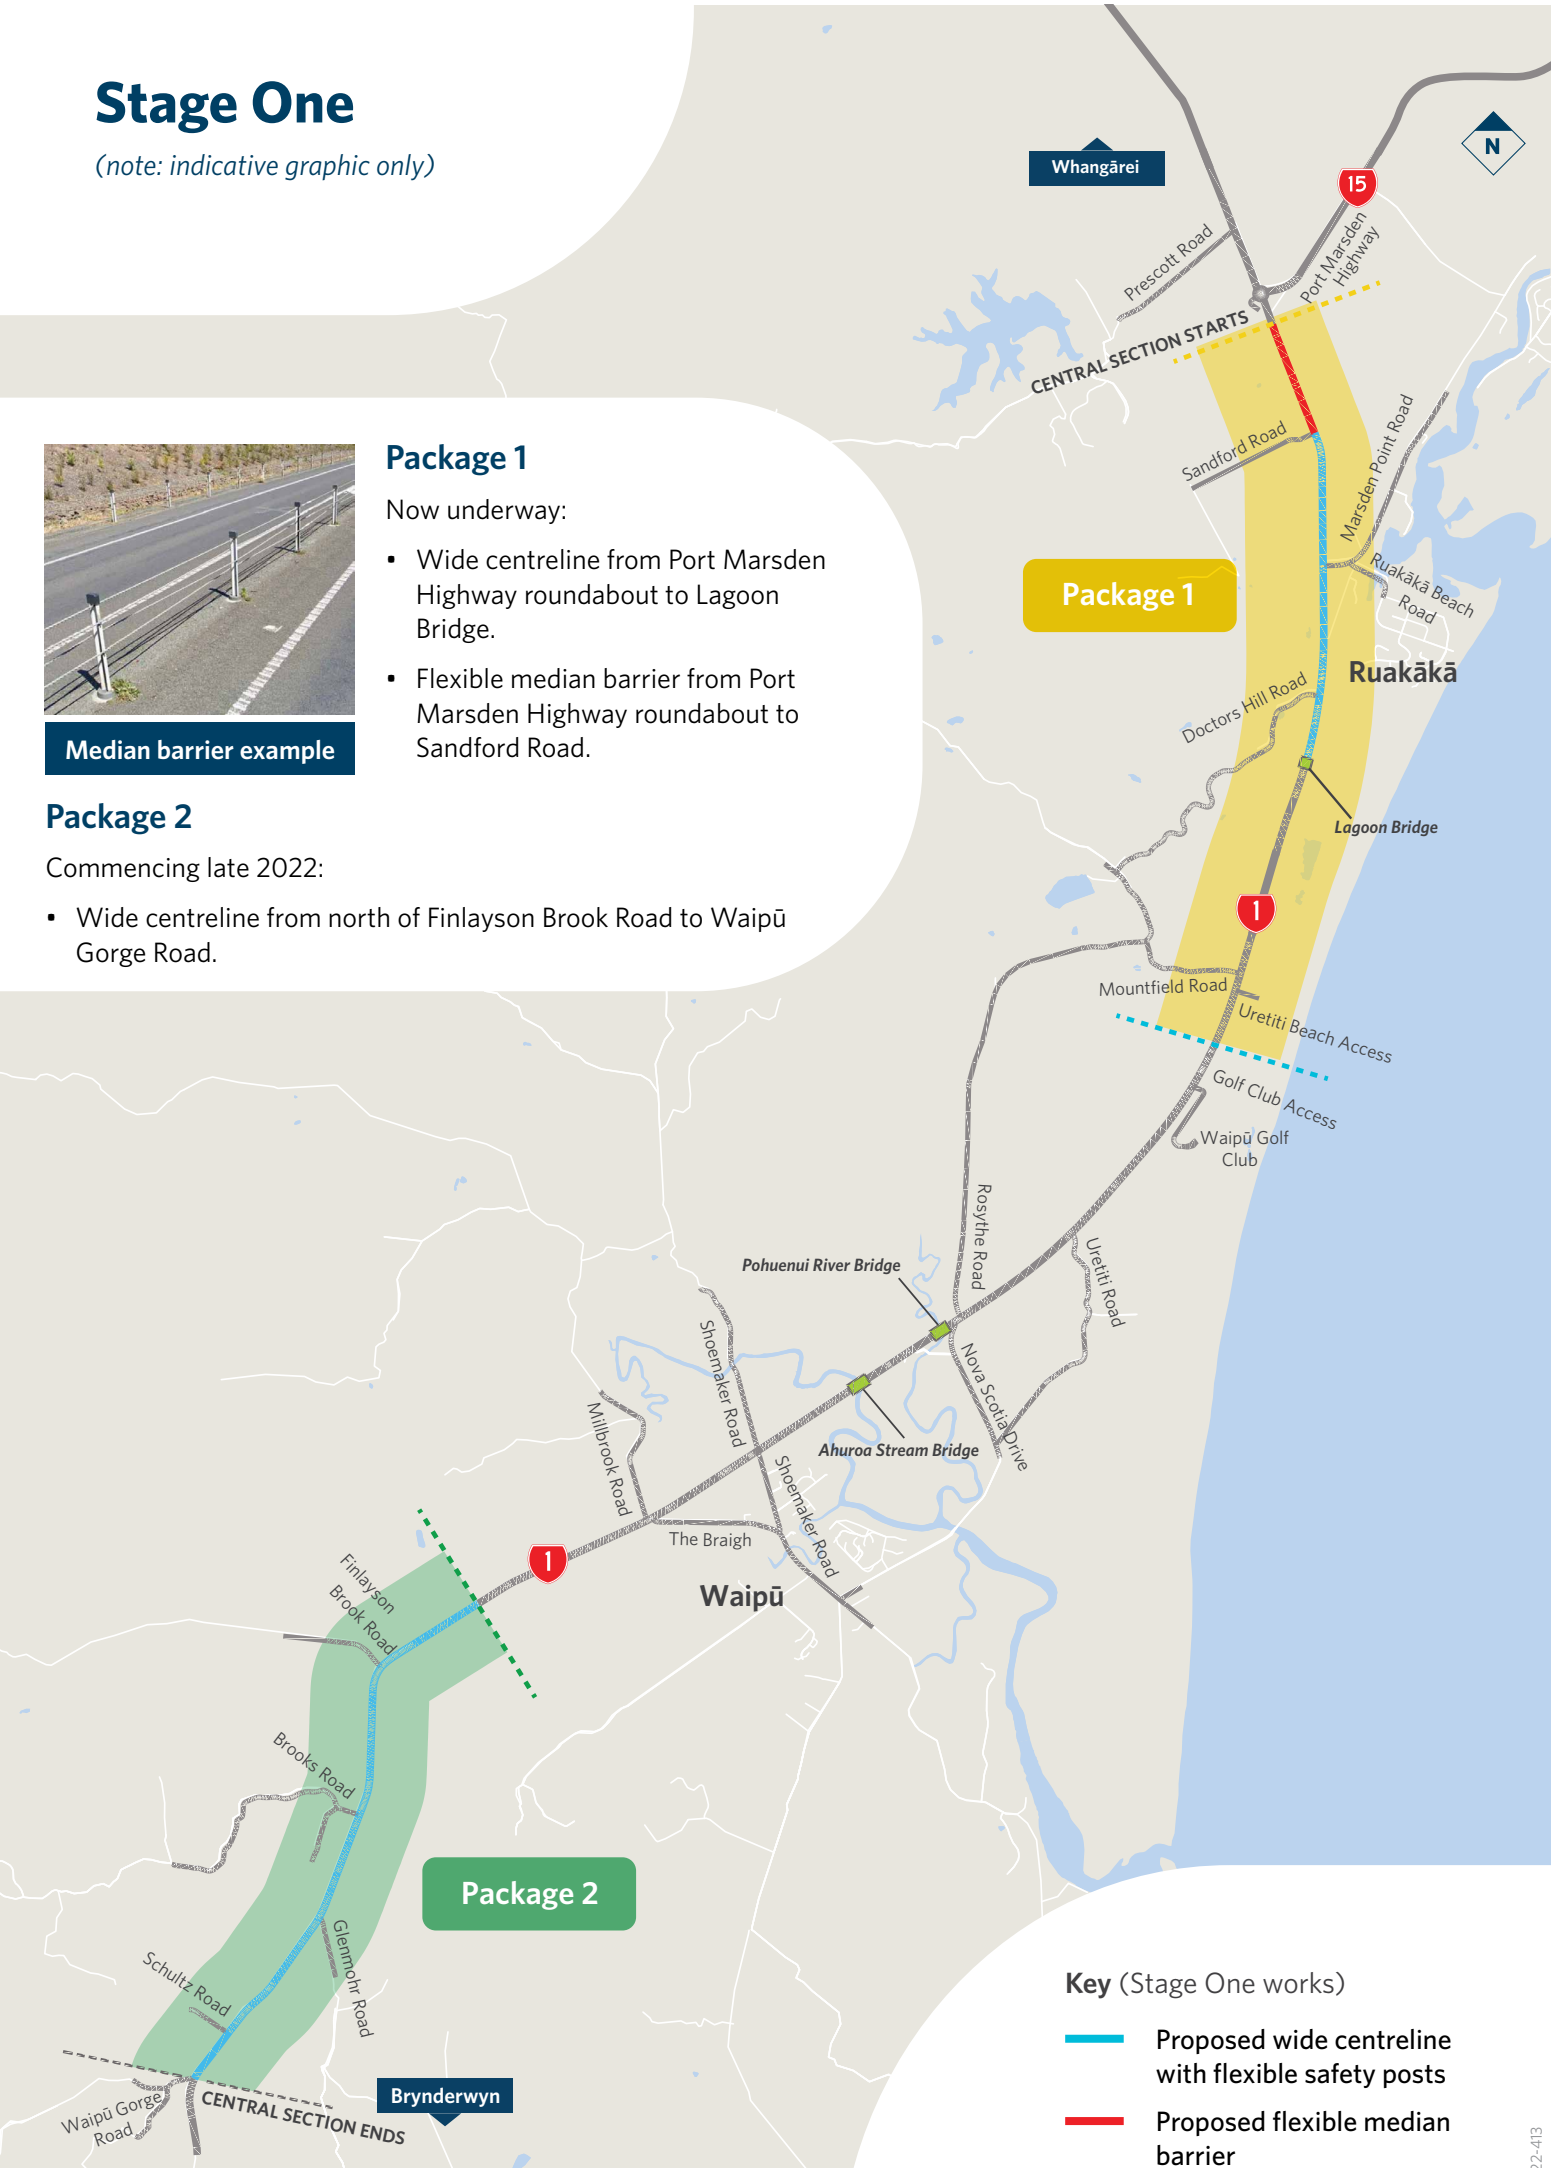 Stage One
(note: indicative graphic only)
Whangārei
N
15
Port Marsden
Highway
Prescott Road
CENTRAL SECTION STARTS
Sandford Road
Marsden Point Road
Ruakākā Beach
Road
Package 1
Ruakākā
Doctors Hill Road
Lagoon Bridge
1
Mountfield Road
Uretiti Beach Access
Golf Club Access
Waipū Golf
Club
Package 1
Now underway:
• Wide centreline from Port Marsden
Highway roundabout to Lagoon
Bridge.
• Flexible median barrier from Port
Marsden Highway roundabout to
Sandford Road.
Median barrier example
Package 2
Commencing late 2022:
• Wide centreline from north of Finlayson Brook Road to Waipū
Gorge Road.
Rosythe Road
Uretiti Road
Pohuenui River Bridge
Nova Scotia Drive
Shoemaker Road
Ahuroa Stream Bridge
Millbrook Road
Shoemaker Road
The Braigh
Waipū
1
Finlayson
Brook Road
Brooks Road
Package 2
Glenmohr Road
Schultz Road
Waipū Gorge
Road
CENTRAL SECTION ENDS
Brynderwyn
Key (Stage One works)
Proposed wide centreline
with flexible safety posts
Proposed flexible median
barrier
22-413